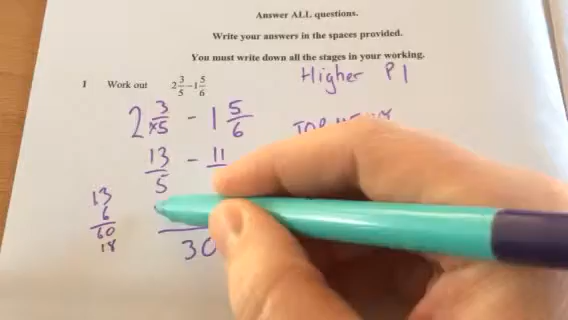 Answer ALL questions.
Write your answers in the spaces provided.
You must write down all the stages in your working.
1 Work out 2 3/5 − 1 5/6
Higher P1
2 3/×5 − 1 5/6
13/5 − 11
13
6
60
18
30